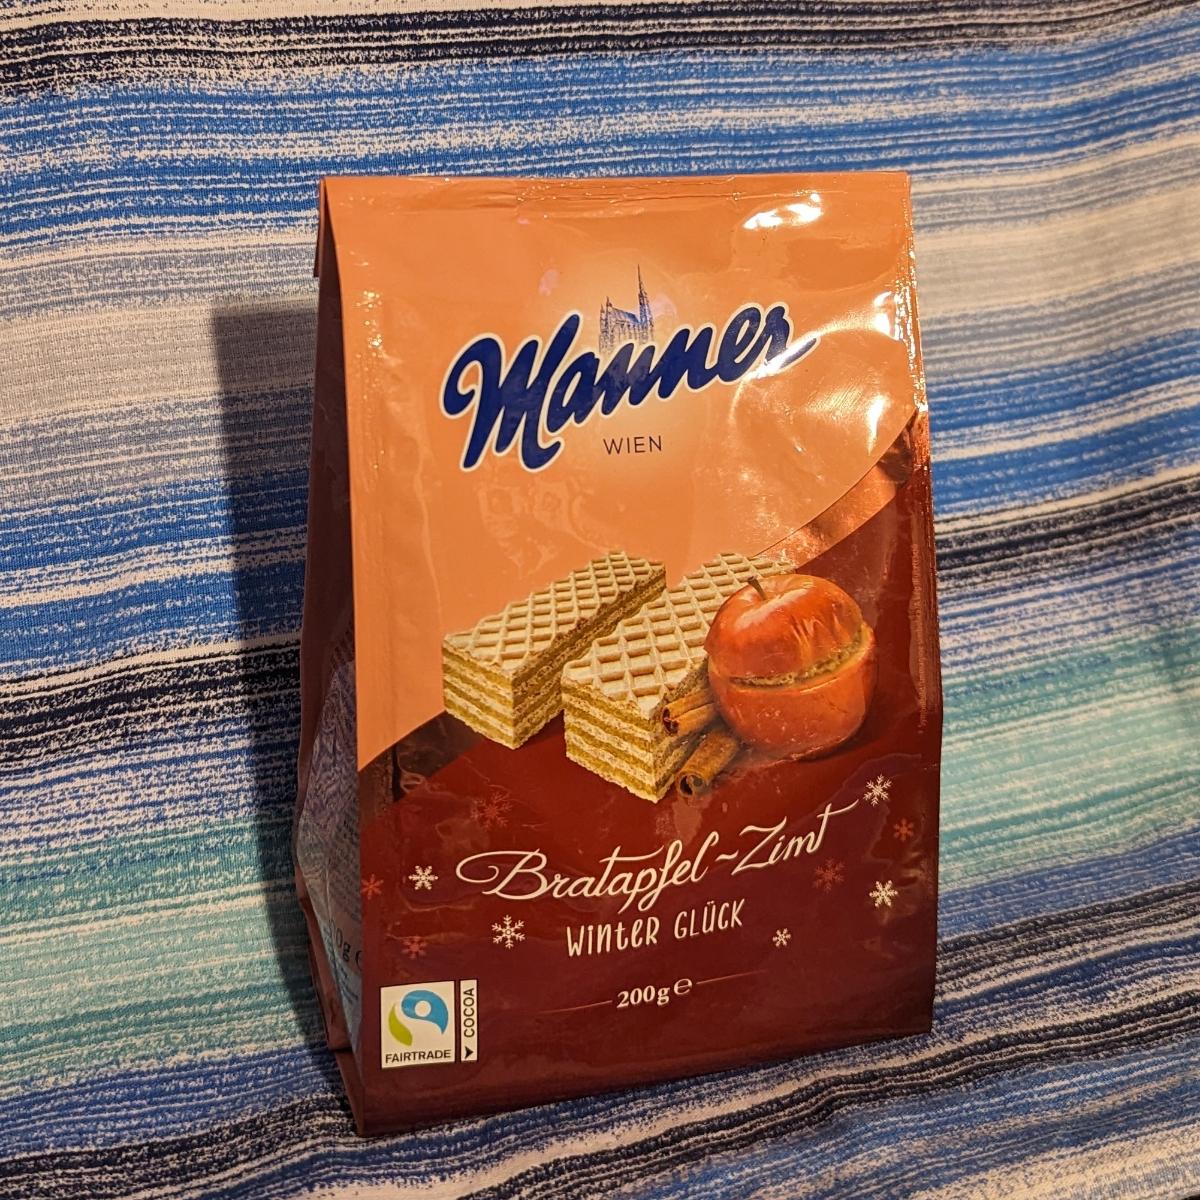 Manner
WIEN
Bratapfel~Zimt
WINTER GLÜCK
200g ℮
FAIRTRADE
COCOA